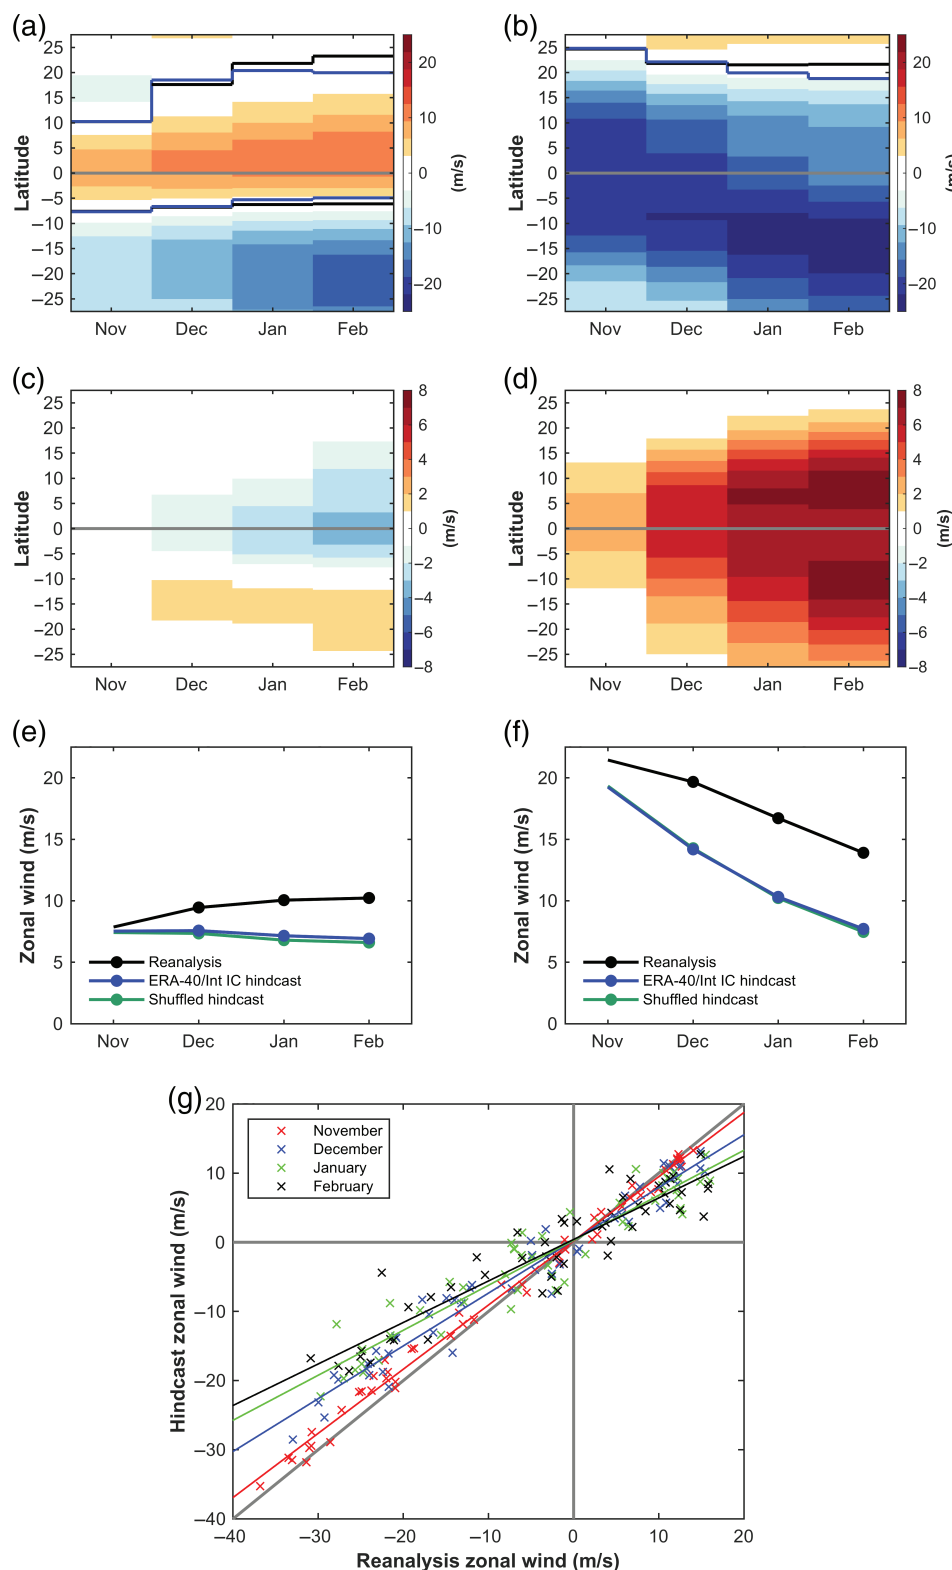 (a)
25
20
15
10
5
0
–5
–10
–15
–20
–25
Latitude
Nov Dec Jan Feb
20
10
0
–10
–20
(m/s)
(b)
25
20
15
10
5
0
–5
–10
–15
–20
–25
Latitude
Nov Dec Jan Feb
20
10
0
–10
–20
(m/s)
(c)
25
20
15
10
5
0
–5
–10
–15
–20
–25
Latitude
Nov Dec Jan Feb
8
6
4
2
0
–2
–4
–6
–8
(m/s)
(d)
25
20
15
10
5
0
–5
–10
–15
–20
–25
Latitude
Nov Dec Jan Feb
8
6
4
2
0
–2
–4
–6
–8
(m/s)
(e)
20
15
10
5
0
Zonal wind (m/s)
Reanalysis
ERA-40/Int IC hindcast
Shuffled hindcast
Nov Dec Jan Feb
(f)
20
15
10
5
0
Zonal wind (m/s)
Reanalysis
ERA-40/Int IC hindcast
Shuffled hindcast
Nov Dec Jan Feb
(g)
20
10
0
–10
–20
–30
–40
Hindcast zonal wind (m/s)
November
December
January
February
–40 –30 –20 –10 0 10 20
Reanalysis zonal wind (m/s)